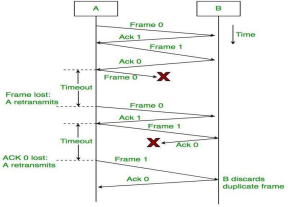 A
B
Frame 0
Time
Ack 1
Frame 1
Ack 0
Frame 0
Timeout
Frame lost:
A retransmits
Frame 0
Ack 1
Frame 1
Timeout
Ack 0
ACK 0 lost:
A retransmits
Frame 1
Ack 0
B discards
duplicate frame